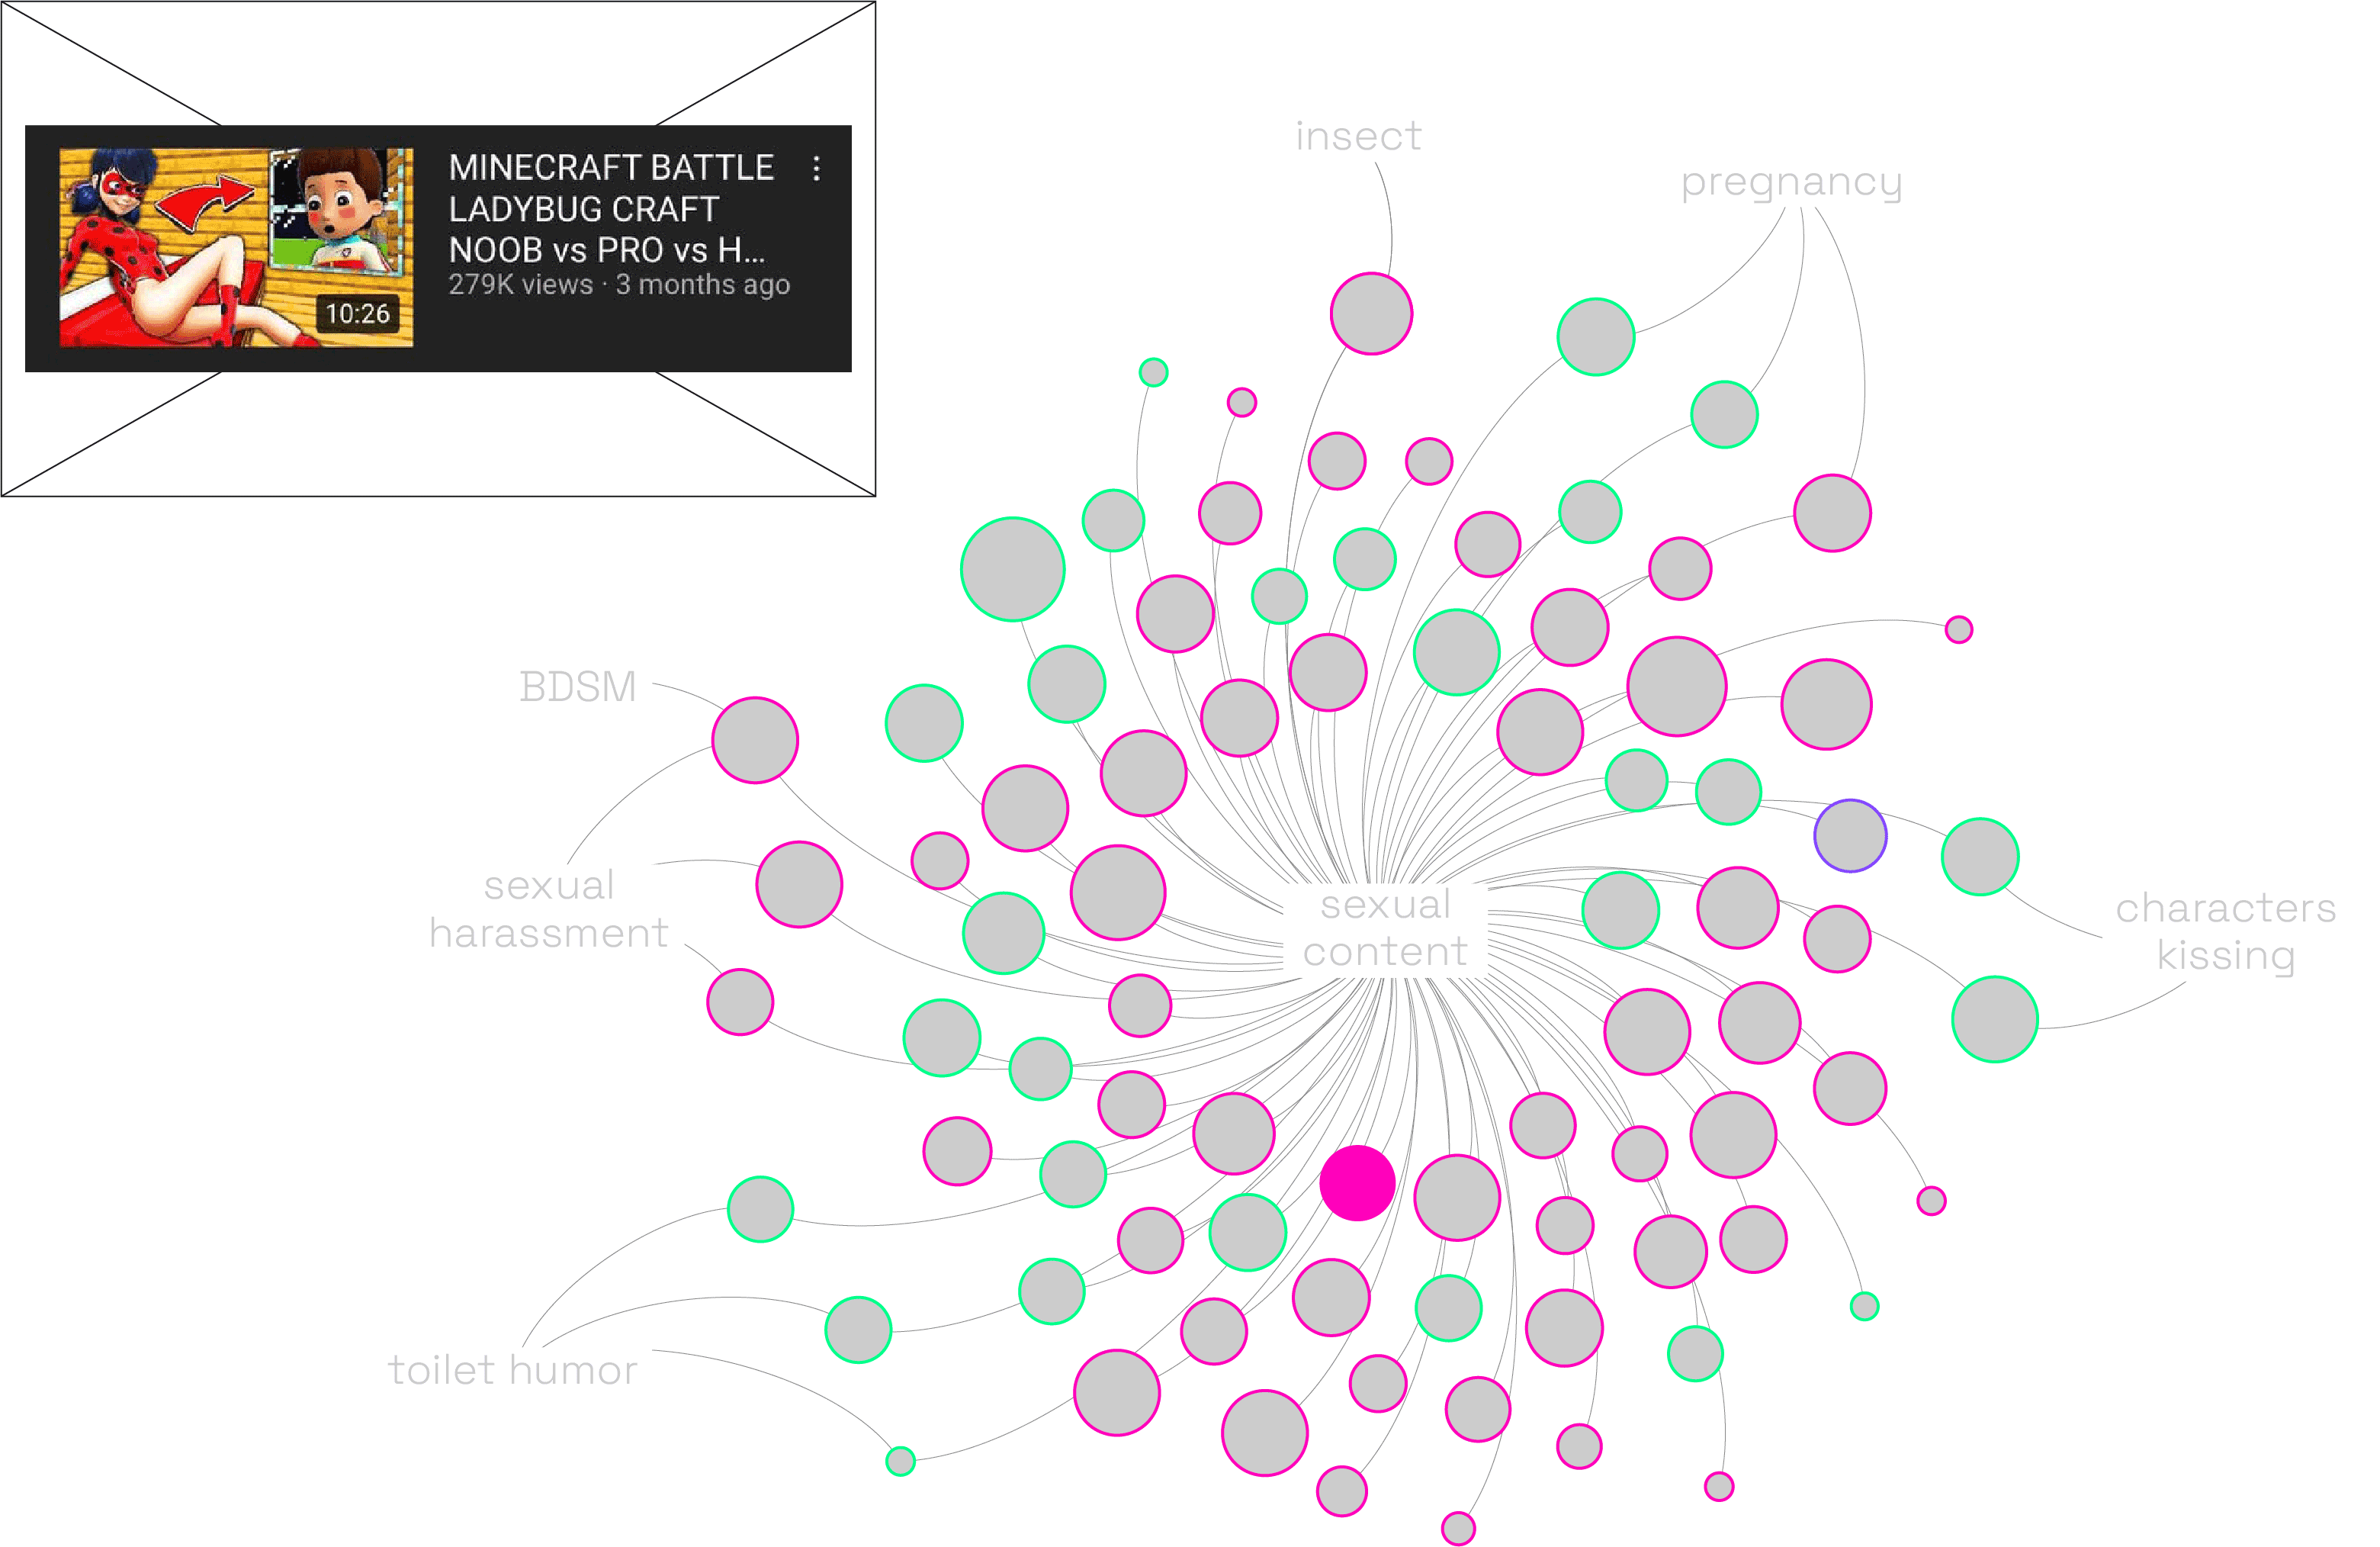 MINECRAFT BATTLE
LADYBUG CRAFT
NOOB vs PRO vs H...
279K views · 3 months ago
10:26
insect
pregnancy
BDSM
sexual
harassment
sexual
content
characters
kissing
toilet humor